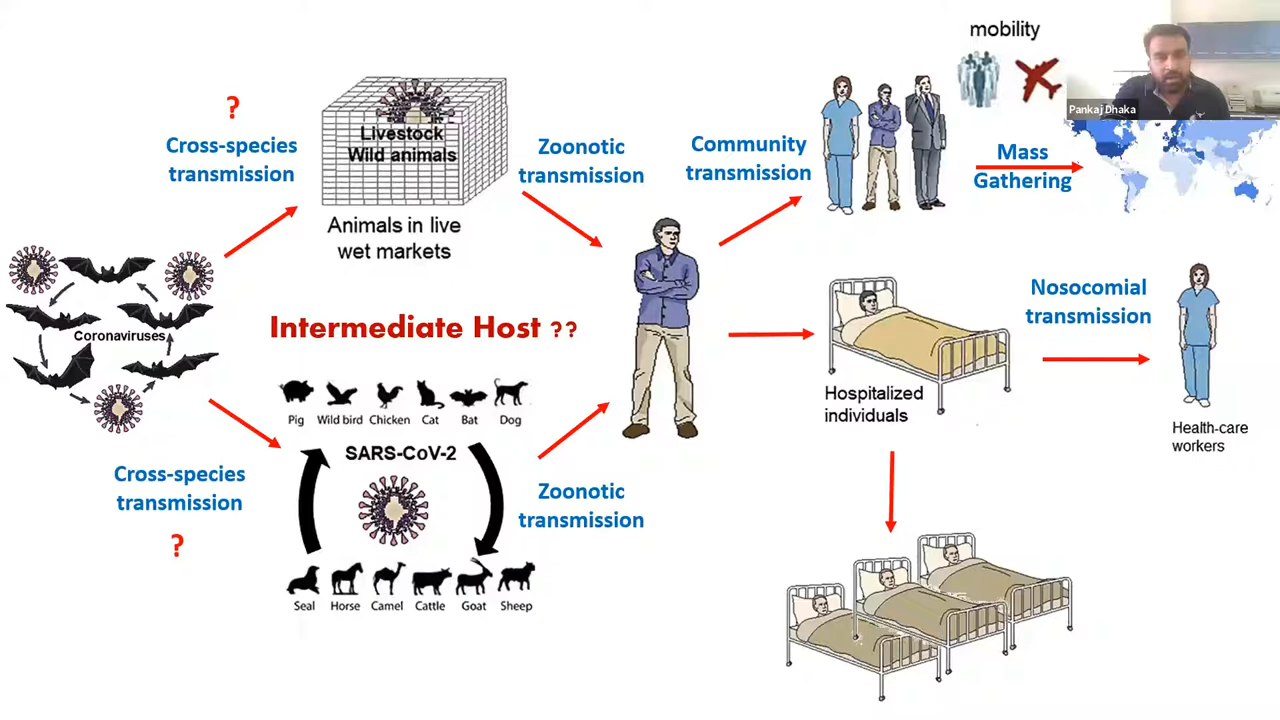 mobility
Pankaj Dhaka
?
Cross-species
transmission
Livestock
Wild animals
Animals in live
wet markets
Zoonotic
transmission
Community
transmission
Mass
Gathering
Coronaviruses
Intermediate Host ??
Pig Wild bird Chicken Cat Bat Dog
SARS-CoV-2
Seal Horse Camel Cattle Goat Sheep
Cross-species
transmission
?
Zoonotic
transmission
Hospitalized
individuals
Nosocomial
transmission
Health-care
workers